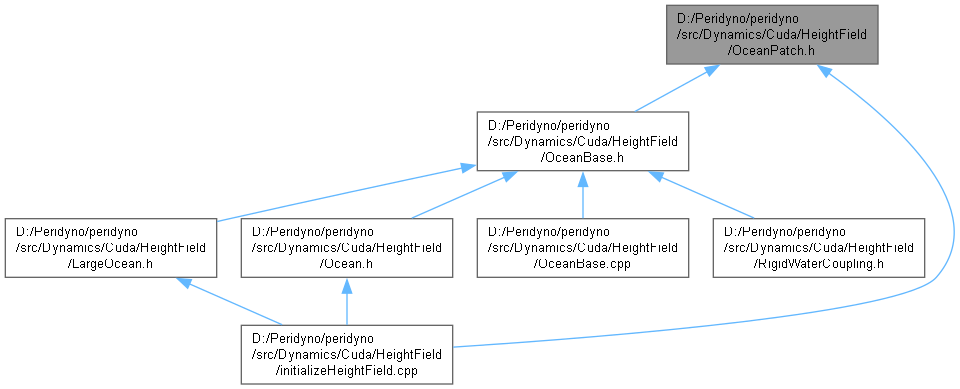 D:/Peridyno/peridyno
/src/Dynamics/Cuda/HeightField
/OceanPatch.h
D:/Peridyno/peridyno
/src/Dynamics/Cuda/HeightField
/OceanBase.h
D:/Peridyno/peridyno
/src/Dynamics/Cuda/HeightField
/LargeOcean.h
D:/Peridyno/peridyno
/src/Dynamics/Cuda/HeightField
/Ocean.h
D:/Peridyno/peridyno
/src/Dynamics/Cuda/HeightField
/OceanBase.cpp
D:/Peridyno/peridyno
/src/Dynamics/Cuda/HeightField
/RigidWaterCoupling.h
D:/Peridyno/peridyno
/src/Dynamics/Cuda/HeightField
/initializeHeightField.cpp